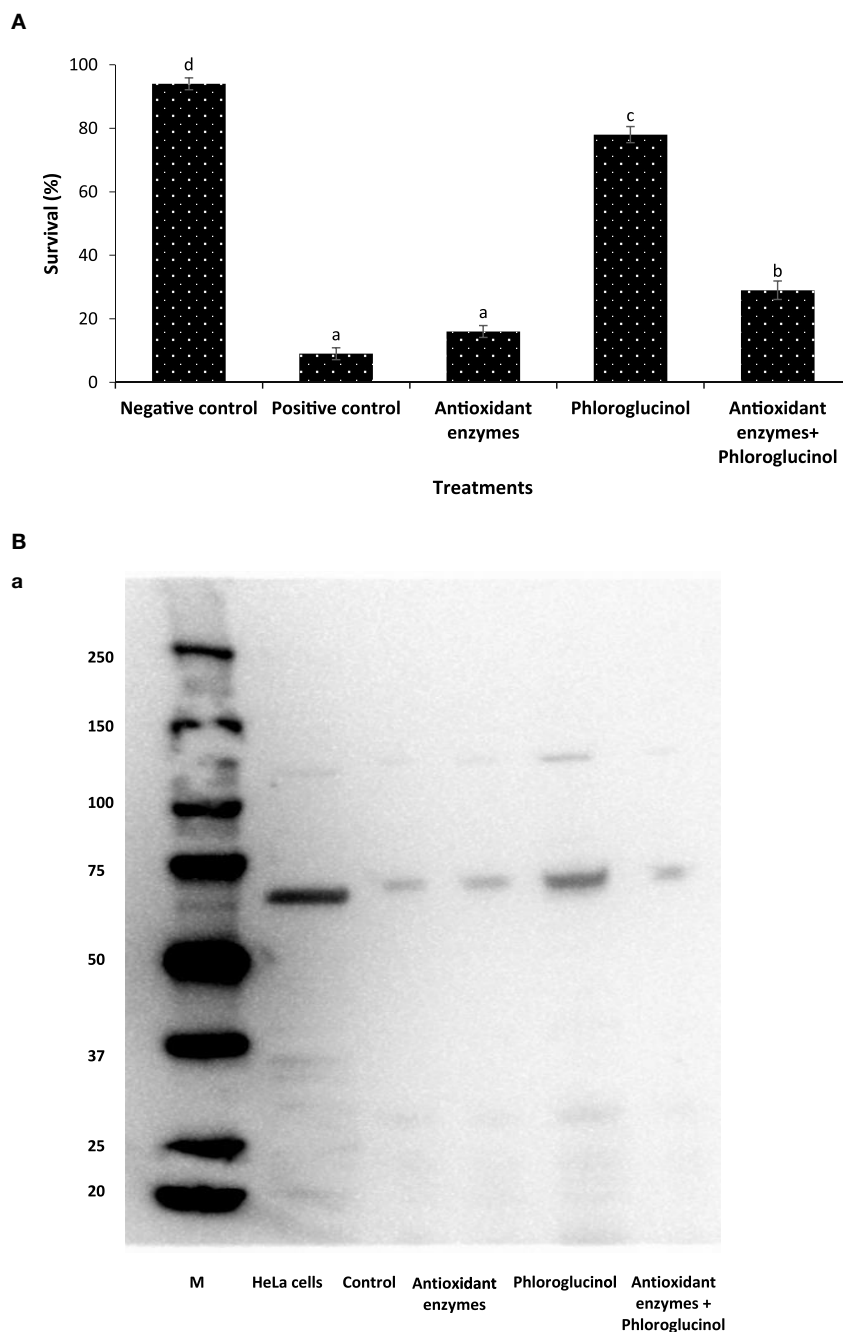 A
100
80
60
40
20
0
Survival (%)
d
a
a
c
b
Negative control
Positive control
Antioxidant
enzymes
Phloroglucinol
Antioxidant
enzymes+
Phloroglucinol
Treatments
B
a
250
150
100
75
50
37
25
20
M
HeLa cells
Control
Antioxidant
enzymes
Phloroglucinol
Antioxidant
enzymes +
Phloroglucinol